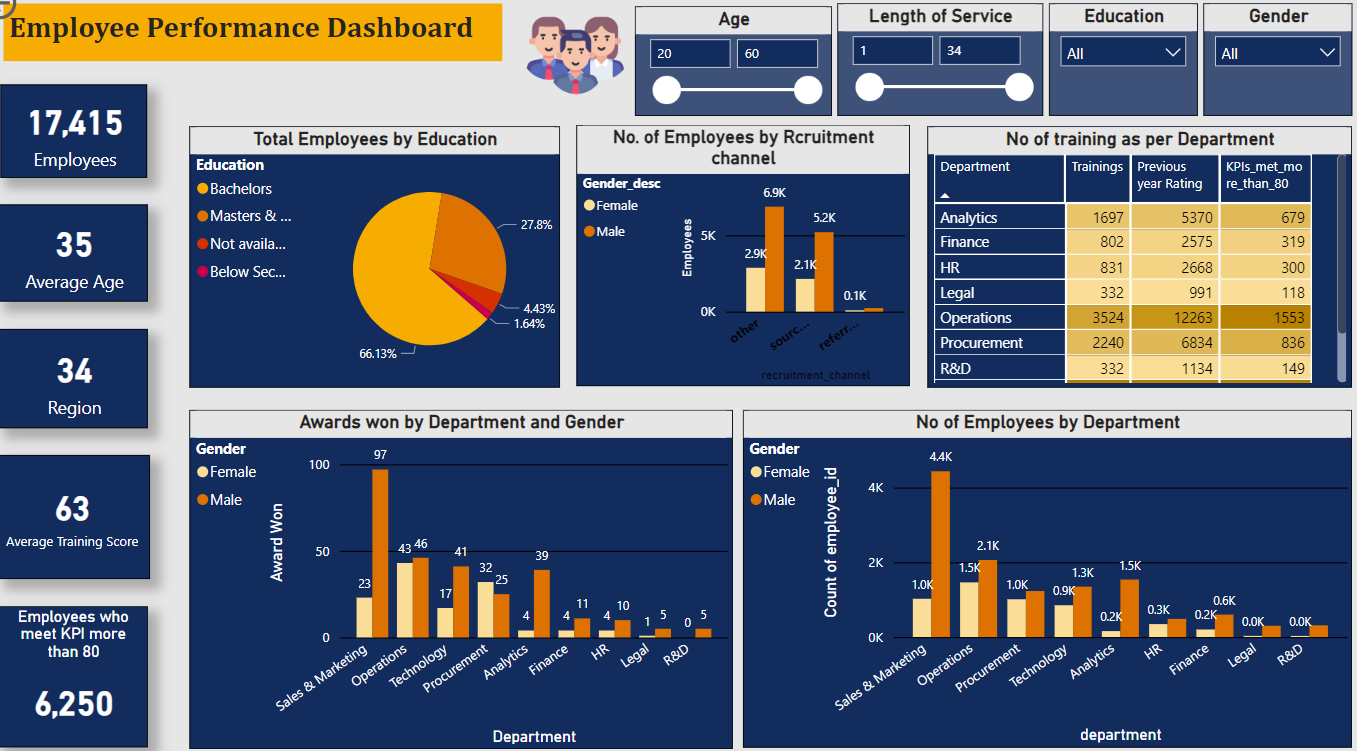 Employee Performance Dashboard
Age
20
60
Length of Service
1
34
Education
All
Gender
All
17,415
Employees
35
Average Age
34
Region
63
Average Training Score
Employees who
meet KPI more
than 80
6,250
Total Employees by Education
Education
Bachelors
Masters & ...
Not availa...
Below Sec...
27.8%
4.43%
1.64%
66.13%
No. of Employees by Rcruitment
channel
Gender_desc
Female
Male
Employees
5K
0K
6.9K
2.9K
5.2K
2.1K
0.1K
other
sourc...
referr...
recruitment_channel
No of training as per Department
Department Trainings Previous KPIs_met_mo
year Rating re_than_80
Analytics 1697 5370 679
Finance 802 2575 319
HR 831 2668 300
Legal 332 991 118
Operations 3524 12263 1553
Procurement 2240 6834 836
R&D 332 1134 149
Awards won by Department and Gender
Gender
Female
Male
Award Won
100
50
0
23 97
43 46
17 41
32 25
4 39
4 11
4 10
1 5
0 5
Sales & Marketing
Operations
Technology
Procurement
Analytics
Finance
HR
Legal
R&D
Department
No of Employees by Department
Gender
Female
Male
Count of employee_id
4K
2K
0K
1.0K 4.4K
1.5K 2.1K
1.0K
0.9K 1.3K
0.2K 1.5K
0.3K
0.2K 0.6K
0.0K
0.0K
Sales & Marketing
Operations
Procurement
Technology
Analytics
HR
Finance
Legal
R&D
department